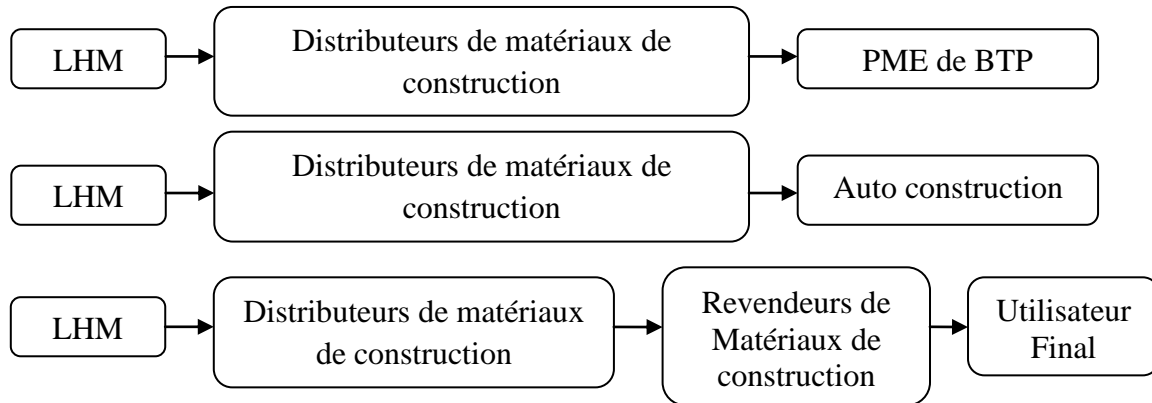 LHM
Distributeurs de matériaux de
construction
PME de BTP
LHM
Distributeurs de matériaux de
construction
Auto construction
LHM
Distributeurs de matériaux
de construction
Revendeurs de
Matériaux de
construction
Utilisateur
Final